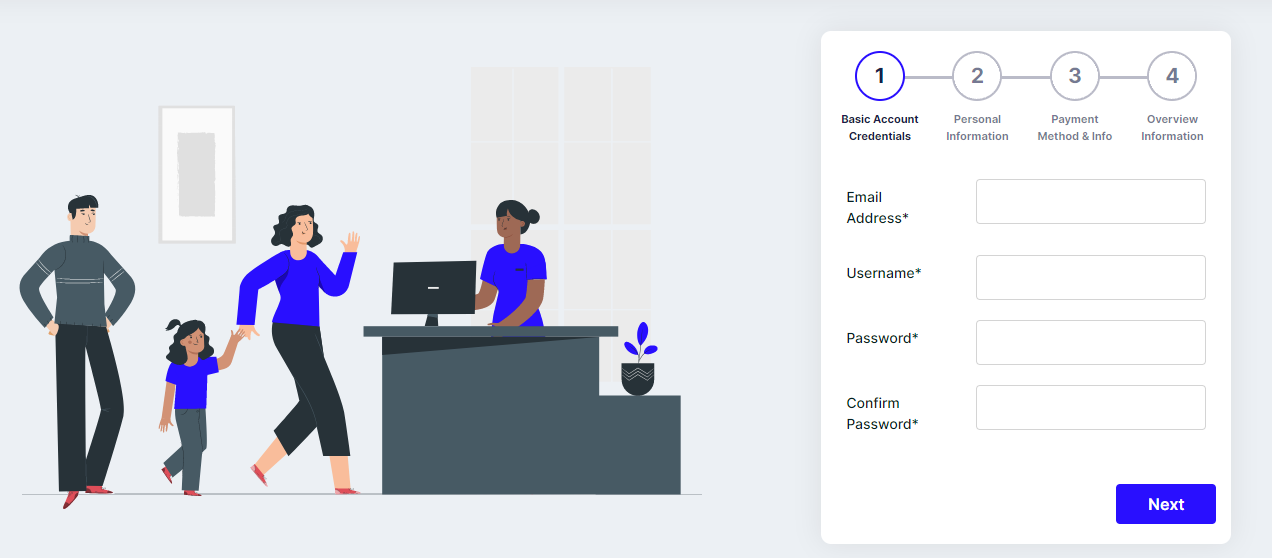 1
2
3
4
Basic Account
Credentials
Personal
Information
Payment
Method & Info
Overview
Information
Email
Address*
Username*
Password*
Confirm
Password*
Next